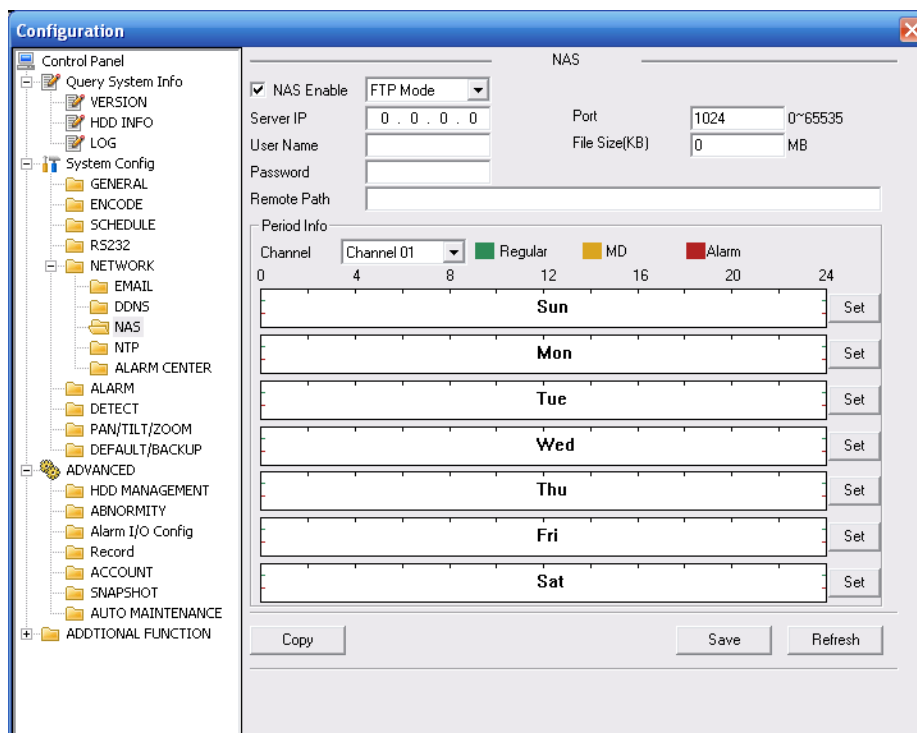 Configuration
Control Panel
Query System Info
VERSION
HDD INFO
LOG
System Config
GENERAL
ENCODE
SCHEDULE
RS232
NETWORK
EMAIL
DDNS
NAS
NTP
ALARM CENTER
ALARM
DETECT
PAN/TILT/ZOOM
DEFAULT/BACKUP
ADVANCED
HDD MANAGEMENT
ABNORMITY
Alarm I/O Config
Record
ACCOUNT
SNAPSHOT
AUTO MAINTENANCE
ADDTIONAL FUNCTION
NAS
NAS Enable FTP Mode
Server IP 0 . 0 . 0 . 0 Port 1024 0~65535
User Name File Size(KB) 0 MB
Password
Remote Path
Period Info
Channel Channel 01 Regular MD Alarm
0 4 8 12 16 20 24
Sun Set
Mon Set
Tue Set
Wed Set
Thu Set
Fri Set
Sat Set
Copy Save Refresh